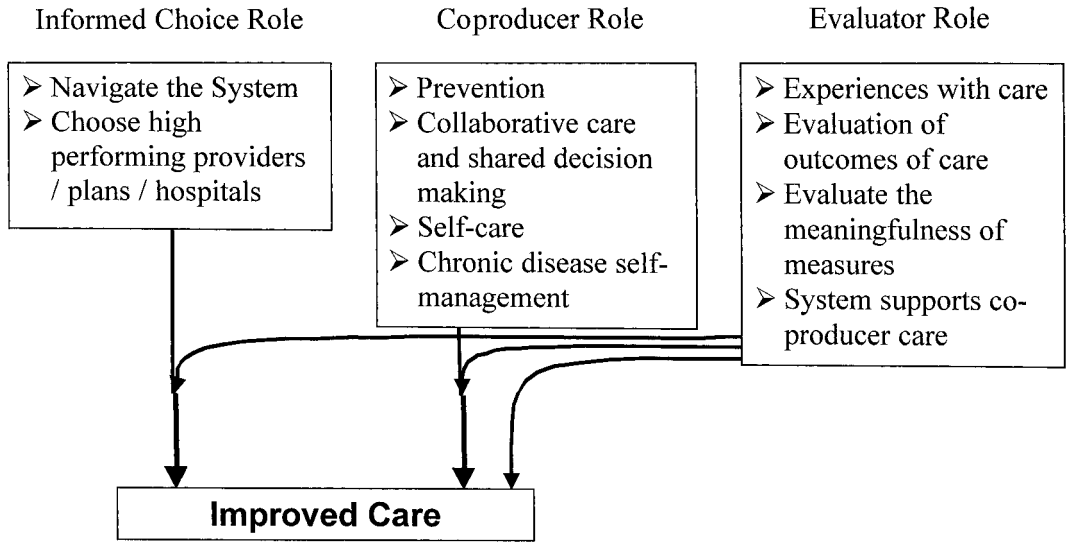 Informed Choice Role
Coproducer Role
Evaluator Role
➢ Navigate the System
➢ Choose high
performing providers
/ plans / hospitals
➢ Prevention
➢ Collaborative care
and shared decision
making
➢ Self-care
➢ Chronic disease self-
management
➢ Experiences with care
➢ Evaluation of
outcomes of care
➢ Evaluate the
meaningfulness of
measures
➢ System supports co-
producer care
Improved Care